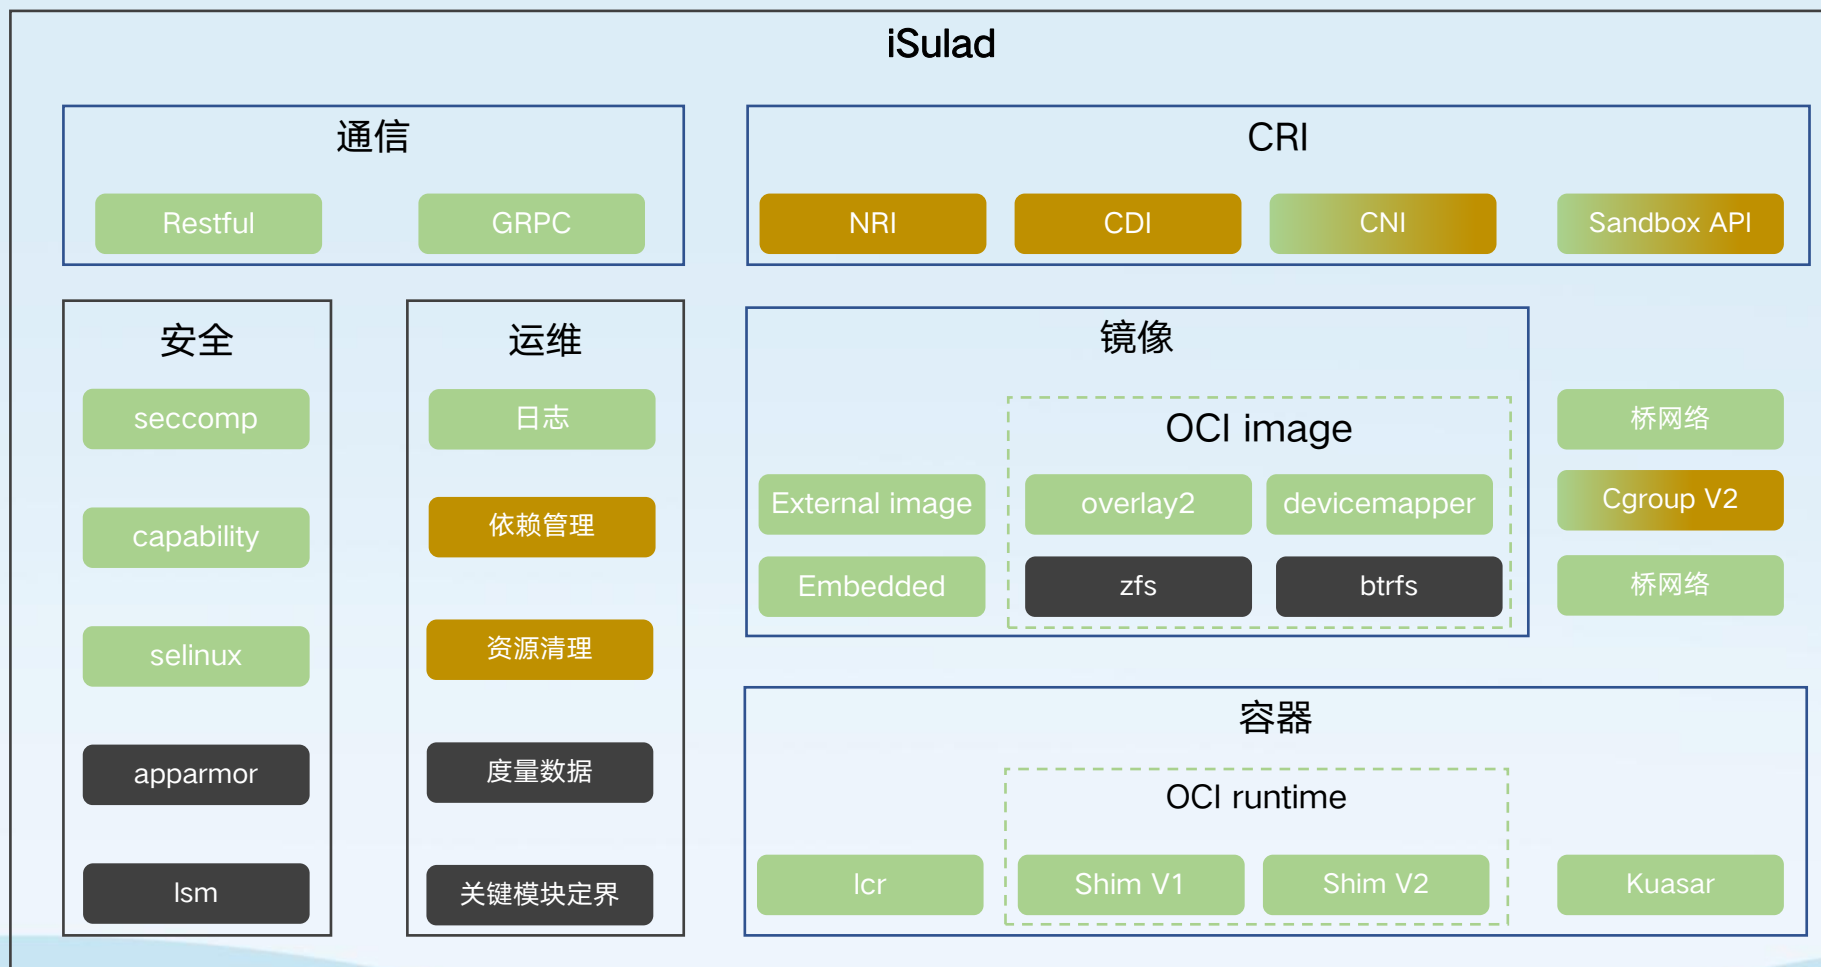 iSulad
通信
Restful
GRPC
CRI
NRI
CDI
CNI
Sandbox API
安全
seccomp
capability
selinux
apparmor
lsm
运维
日志
依赖管理
资源清理
度量数据
关键模块定界
镜像
OCI image
External image
overlay2
devicemapper
Embedded
zfs
btrfs
桥网络
Cgroup V2
桥网络
容器
OCI runtime
lcr
Shim V1
Shim V2
Kuasar